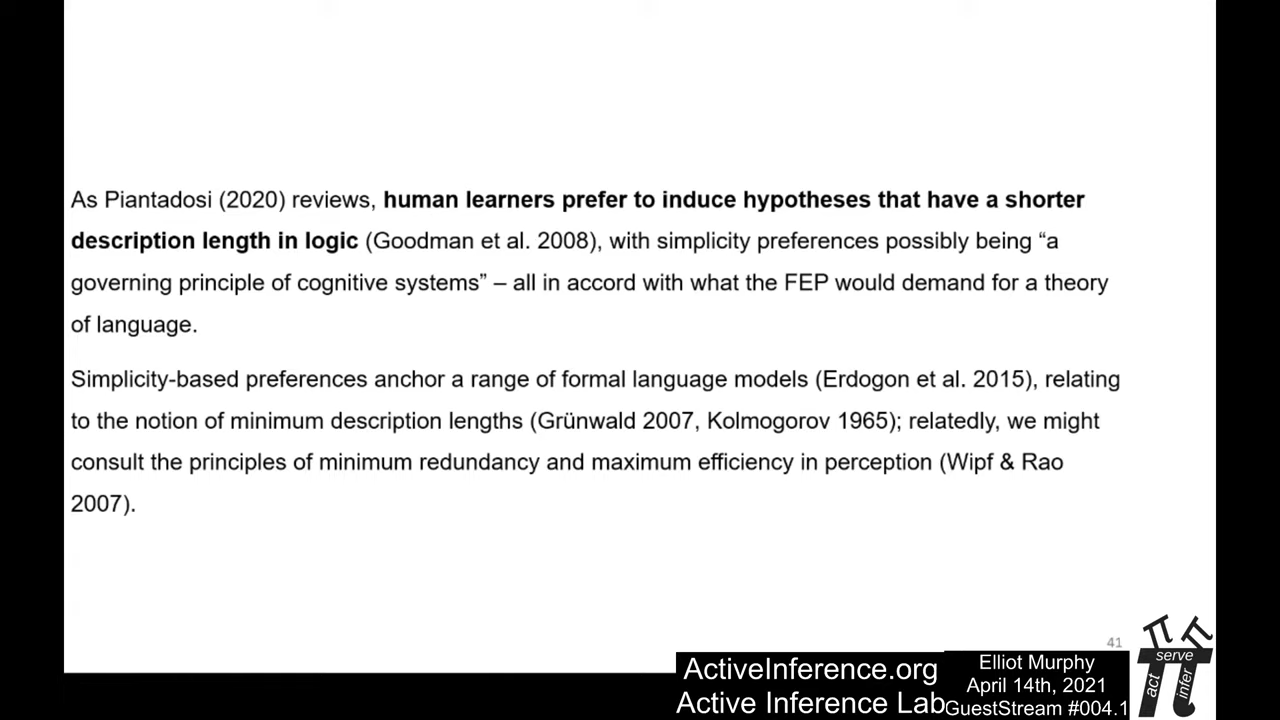 As Piantadosi (2020) reviews, human learners prefer to induce hypotheses that have a shorter
description length in logic (Goodman et al. 2008), with simplicity preferences possibly being “a
governing principle of cognitive systems” – all in accord with what the FEP would demand for a theory
of language.
Simplicity-based preferences anchor a range of formal language models (Erdogon et al. 2015), relating
to the notion of minimum description lengths (Grünwald 2007, Kolmogorov 1965); relatedly, we might
consult the principles of minimum redundancy and maximum efficiency in perception (Wipf & Rao
2007).
41
ActiveInference.org
Active Inference Lab
Elliot Murphy
April 14th, 2021
GuestStream #004.1
π π
serve
act
infer